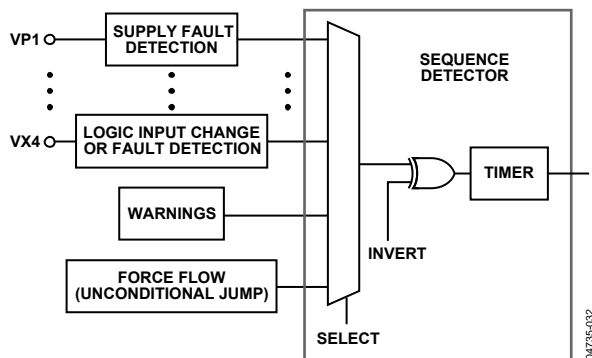 VP1
SUPPLY FAULT
DETECTION
SEQUENCE
DETECTOR
VX4
LOGIC INPUT CHANGE
OR FAULT DETECTION
TIMER
WARNINGS
INVERT
FORCE FLOW
(UNCONDITIONAL JUMP)
SELECT
04735-032